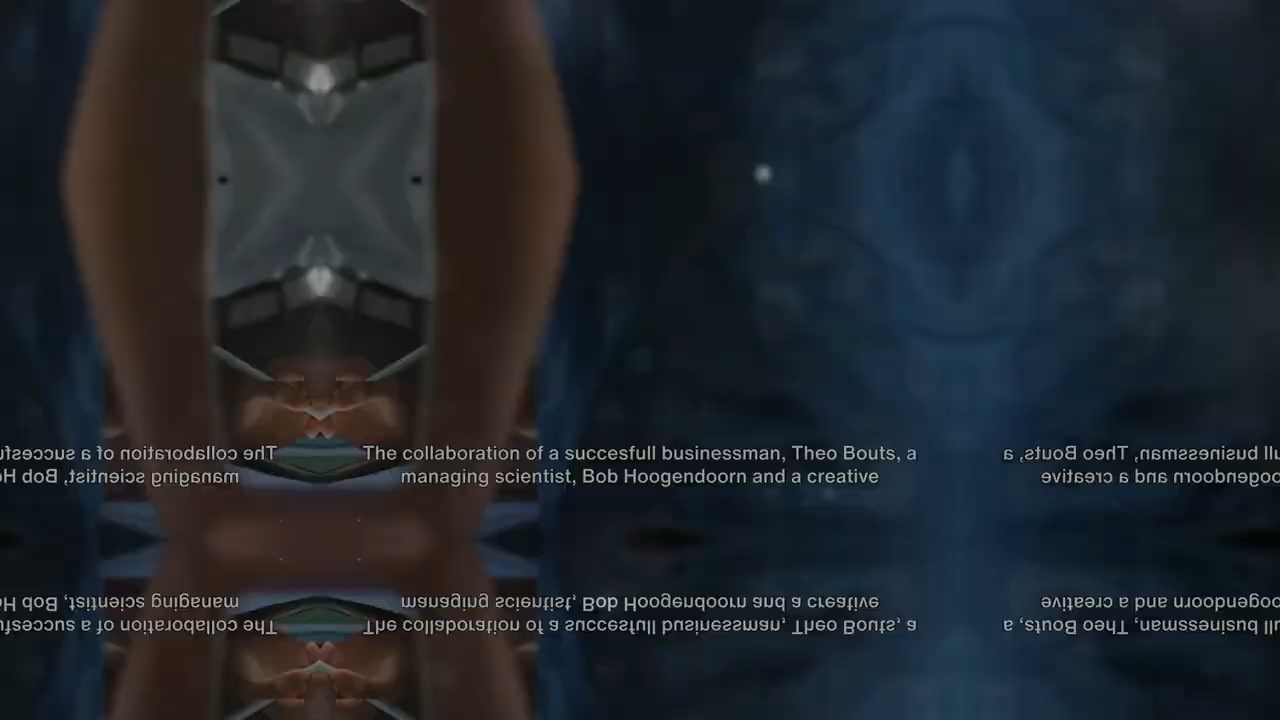 The collaboration of a succesfull businessman, Theo Bouts, a
managing scientist, Bob Hoogendoorn and a creative